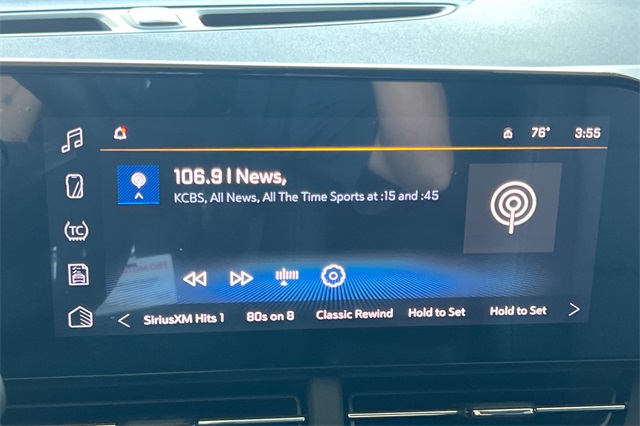 76° 3:55
106.9 | News,
KCBS, All News, All The Time Sports at :15 and :45
TC
SiriusXM Hits 1 80s on 8 Classic Rewind Hold to Set Hold to Set